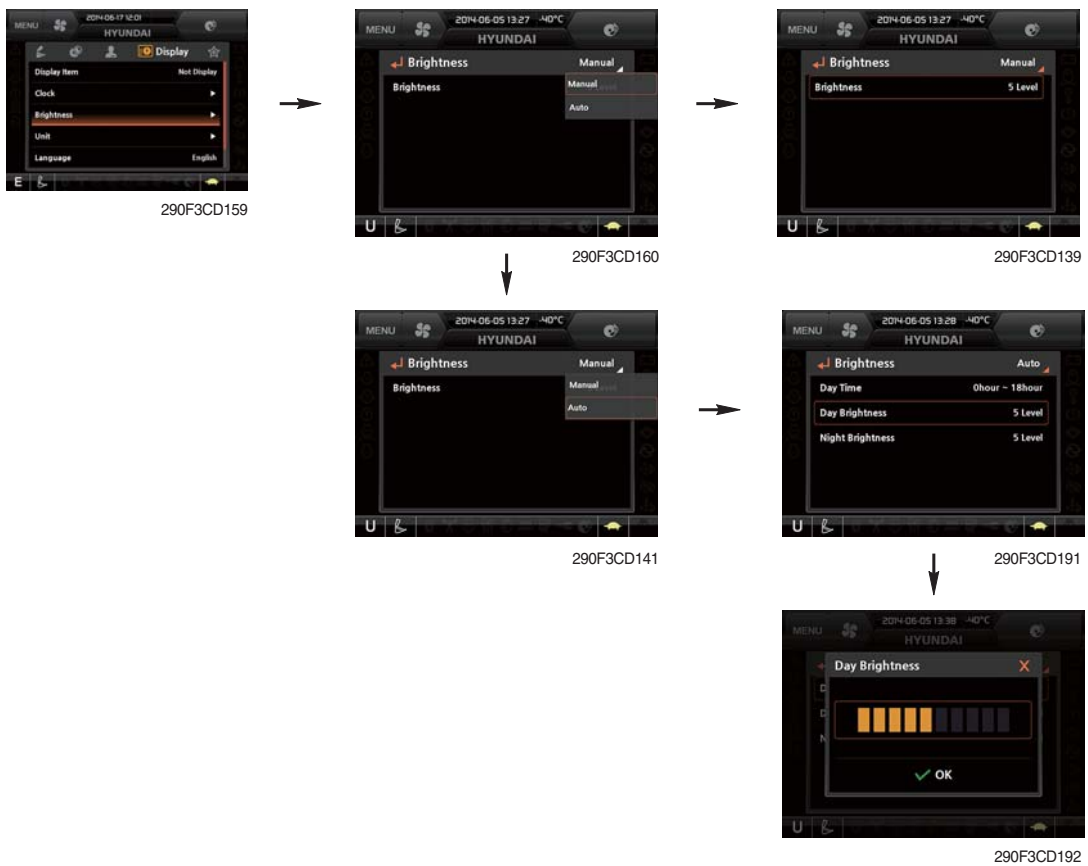 2014-06-17 12:01
MENU
HYUNDAI
Display
Display Item Not Display
Clock
Brightness
Unit
Language English
E
290F3CD159
2014-06-05 13:27 -40°C
MENU
HYUNDAI
Brightness Manual
Brightness
Manual
Auto
U
290F3CD160
2014-06-05 13:27 -40°C
MENU
HYUNDAI
Brightness Manual
Brightness 5 Level
U
290F3CD139
2014-06-05 13:27 -40°C
MENU
HYUNDAI
Brightness Manual
Brightness
Manual
Auto
U
290F3CD141
2014-06-05 13:28 -40°C
MENU
HYUNDAI
Brightness Auto
Day Time 0hour ~ 18hour
Day Brightness 5 Level
Night Brightness 5 Level
U
290F3CD191
2014-06-05 13:38 -40°C
MENU
HYUNDAI
Day Brightness X
D
D
N
OK
U
290F3CD192